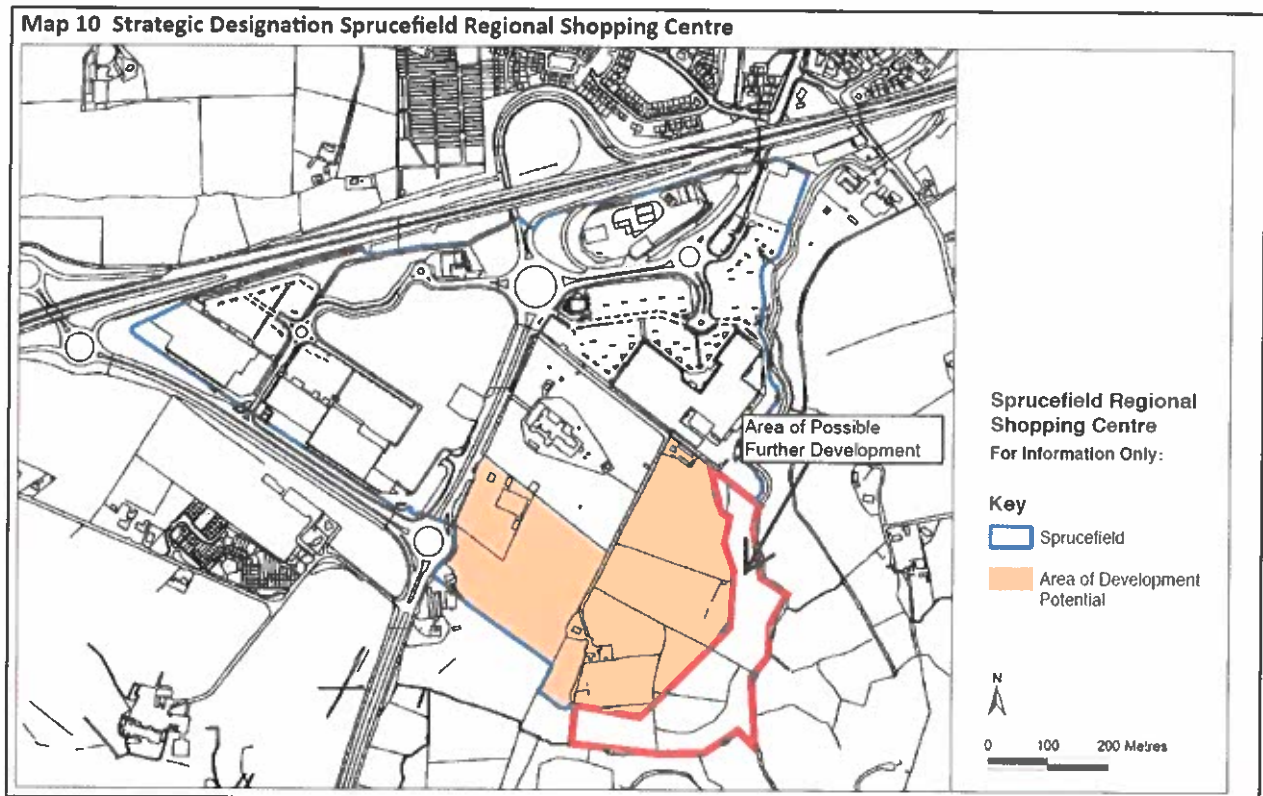 Map 10 Strategic Designation Sprucefield Regional Shopping Centre
Area of Possible
Further Development
Sprucefield Regional
Shopping Centre
For Information Only:
Key
Sprucefield
Area of Development
Potential
N
0 100 200 Metres